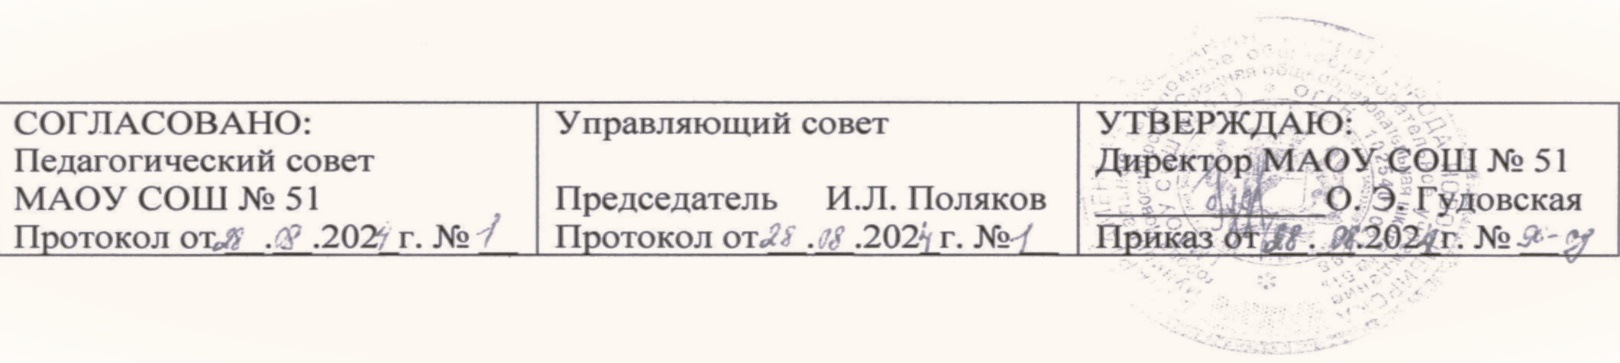 СОГЛАСОВАНО:
Педагогический совет
МАОУ СОШ № 51
Протокол от 28.08.2024 г. № 1
Управляющий совет
Председатель И.Л. Поляков
Протокол от 28.08.2024 г. № 1
УТВЕРЖДАЮ:
Директор МАОУ СОШ № 51
О. Э. Гудовская
Приказ от 28.08.2024 г. №